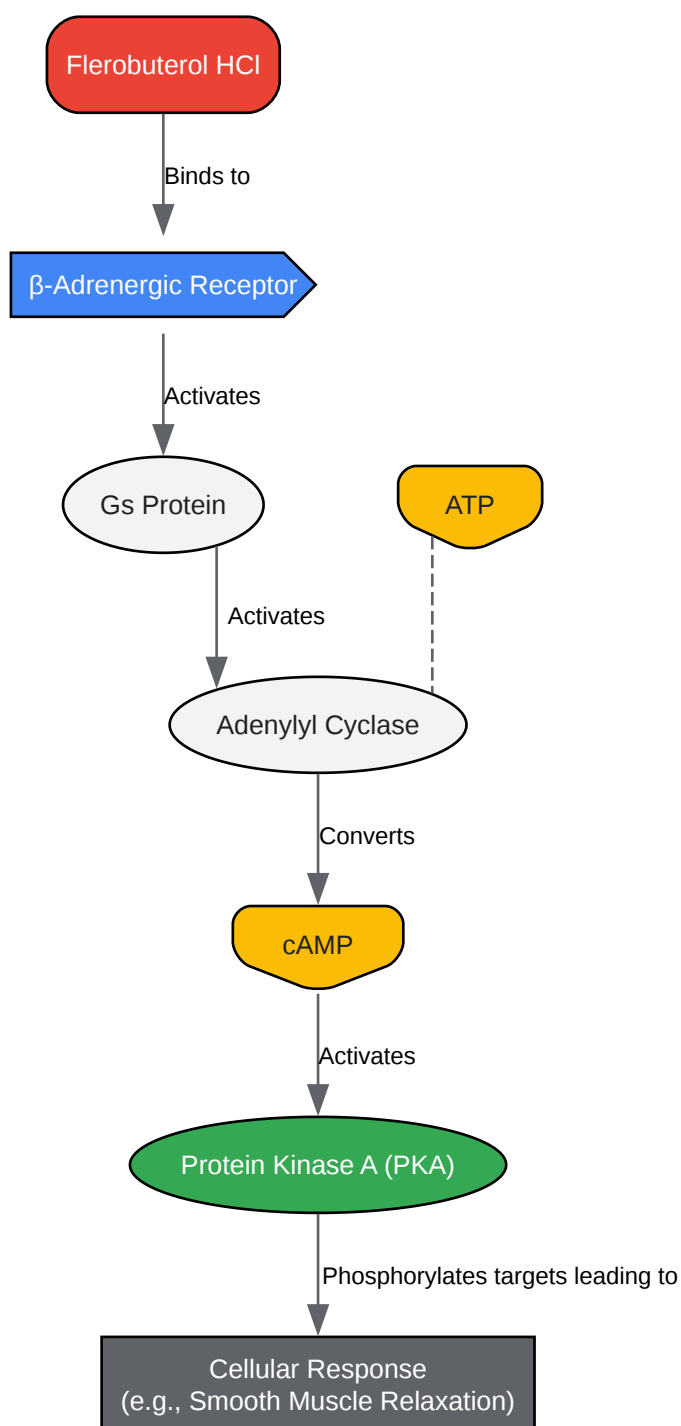 Flerobuterol HCl
Binds to
β-Adrenergic Receptor
Activates
Gs Protein
ATP
Activates
Adenylyl Cyclase
Converts
cAMP
Activates
Protein Kinase A (PKA)
Phosphorylates targets leading to
Cellular Response
(e.g., Smooth Muscle Relaxation)